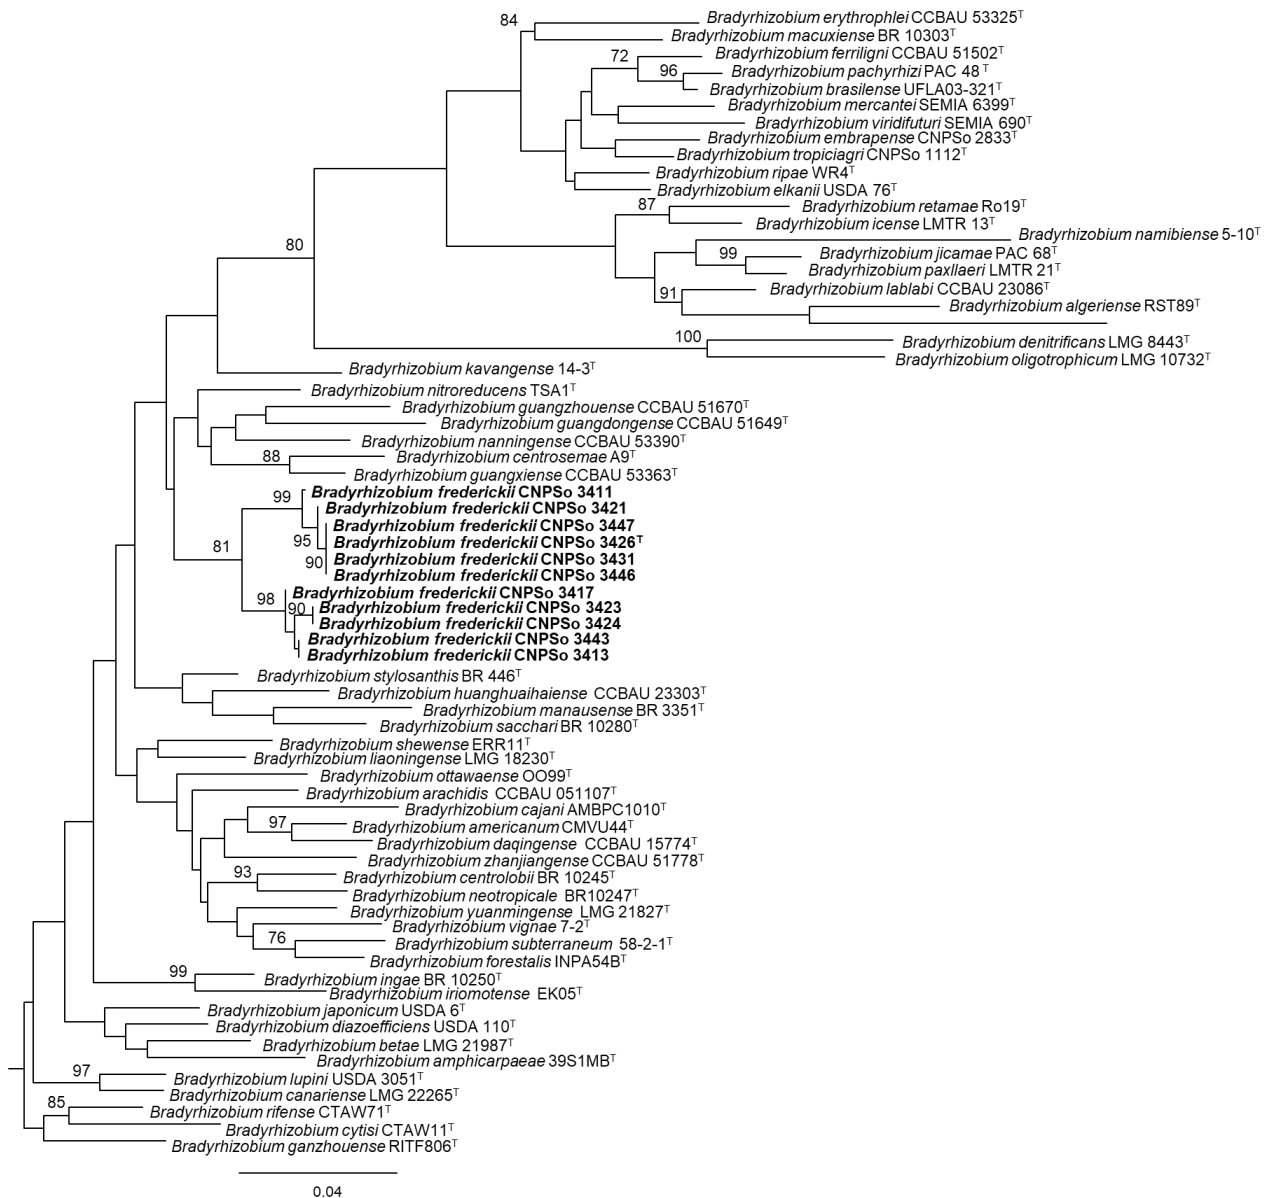 84
Bradyrhizobium erythrophlei CCBAU 53325ᵀ
Bradyrhizobium macuxiense BR 10303ᵀ
72
Bradyrhizobium ferriligni CCBAU 51502ᵀ
96
Bradyrhizobium pachyrhizi PAC 48ᵀ
Bradyrhizobium brasilense UFLA03-321ᵀ
Bradyrhizobium mercantei SEMIA 6399ᵀ
Bradyrhizobium viridifuturi SEMIA 690ᵀ
Bradyrhizobium embrapense CNPSo 2833ᵀ
Bradyrhizobium tropiciagri CNPSo 1112ᵀ
Bradyrhizobium ripae WR4ᵀ
Bradyrhizobium elkanii USDA 76ᵀ
87
Bradyrhizobium retamae Ro19ᵀ
Bradyrhizobium icense LMTR 13ᵀ
80
Bradyrhizobium namibiense 5-10ᵀ
99
Bradyrhizobium jicamae PAC 68ᵀ
Bradyrhizobium paxllaeri LMTR 21ᵀ
91
Bradyrhizobium lablabi CCBAU 23086ᵀ
Bradyrhizobium algeriense RST89ᵀ
100
Bradyrhizobium denitrificans LMG 8443ᵀ
Bradyrhizobium oligotrophicum LMG 10732ᵀ
Bradyrhizobium kavangense 14-3ᵀ
Bradyrhizobium nitroreducens TSA1ᵀ
Bradyrhizobium guangzhouense CCBAU 51670ᵀ
Bradyrhizobium guangdongense CCBAU 51649ᵀ
Bradyrhizobium nanningense CCBAU 53390ᵀ
88
Bradyrhizobium centrosemae A9ᵀ
Bradyrhizobium guangxiense CCBAU 53363ᵀ
99
Bradyrhizobium frederickii CNPSo 3411
Bradyrhizobium frederickii CNPSo 3421
Bradyrhizobium frederickii CNPSo 3447
95
Bradyrhizobium frederickii CNPSo 3426ᵀ
81
90
Bradyrhizobium frederickii CNPSo 3431
Bradyrhizobium frederickii CNPSo 3446
98
Bradyrhizobium frederickii CNPSo 3417
90
Bradyrhizobium frederickii CNPSo 3423
Bradyrhizobium frederickii CNPSo 3424
Bradyrhizobium frederickii CNPSo 3443
Bradyrhizobium frederickii CNPSo 3413
Bradyrhizobium stylosanthis BR 446ᵀ
Bradyrhizobium huanghuaihaiense CCBAU 23303ᵀ
Bradyrhizobium manausense BR 3351ᵀ
Bradyrhizobium sacchari BR 10280ᵀ
Bradyrhizobium shewense ERR11ᵀ
Bradyrhizobium liaoningense LMG 18230ᵀ
Bradyrhizobium ottawaense OO99ᵀ
Bradyrhizobium arachidis CCBAU 051107ᵀ
Bradyrhizobium cajani AMBPC1010ᵀ
97
Bradyrhizobium americanum CMVU44ᵀ
Bradyrhizobium daqingense CCBAU 15774ᵀ
Bradyrhizobium zhanjiangense CCBAU 51778ᵀ
93
Bradyrhizobium centrolobii BR 10245ᵀ
Bradyrhizobium neotropicale BR10247ᵀ
Bradyrhizobium yuanmingense LMG 21827ᵀ
Bradyrhizobium vignae 7-2ᵀ
76
Bradyrhizobium subterraneum 58-2-1ᵀ
Bradyrhizobium forestalis INPA54Bᵀ
99
Bradyrhizobium ingae BR 10250ᵀ
Bradyrhizobium iriomotense EK05ᵀ
Bradyrhizobium japonicum USDA 6ᵀ
Bradyrhizobium diazoefficiens USDA 110ᵀ
Bradyrhizobium betae LMG 21987ᵀ
Bradyrhizobium amphicarpaeae 39S1MBᵀ
97
Bradyrhizobium lupini USDA 3051ᵀ
Bradyrhizobium canariense LMG 22265ᵀ
85
Bradyrhizobium rifense CTAW71ᵀ
Bradyrhizobium cytisi CTAW11ᵀ
Bradyrhizobium ganzhouense RITF806ᵀ
0.04